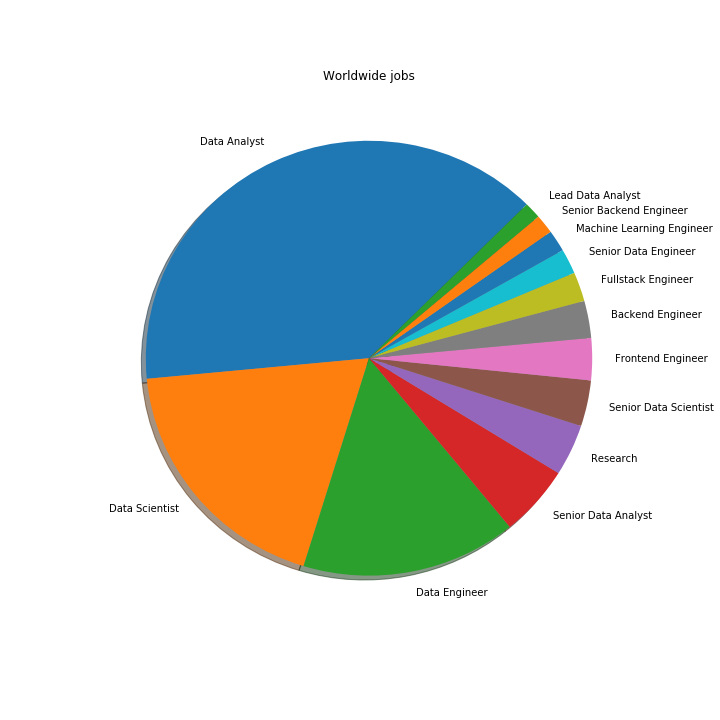 Worldwide jobs
Data Analyst
Lead Data Analyst
Senior Backend Engineer
Machine Learning Engineer
Senior Data Engineer
Fullstack Engineer
Backend Engineer
Frontend Engineer
Senior Data Scientist
Research
Data Scientist
Senior Data Analyst
Data Engineer